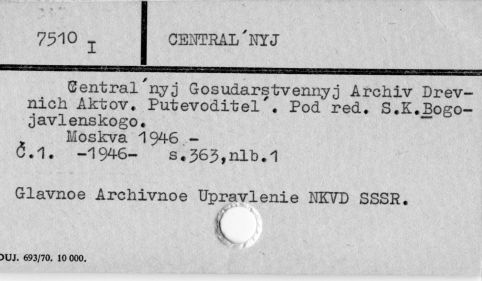 7510 I CENTRAL´NYJ
Central´nyj Gosudarstvennyj Archiv Drev-
nich Aktov. Putevoditel´. Pod red. S.K.Bogo-
javlenskogo.
Moskva 1946 -
Č.1. -1946- s.363,nlb.1
Glavnoe Archivnoe Upravlenie NKVD SSSR.
DUJ. 693/70. 10 000.